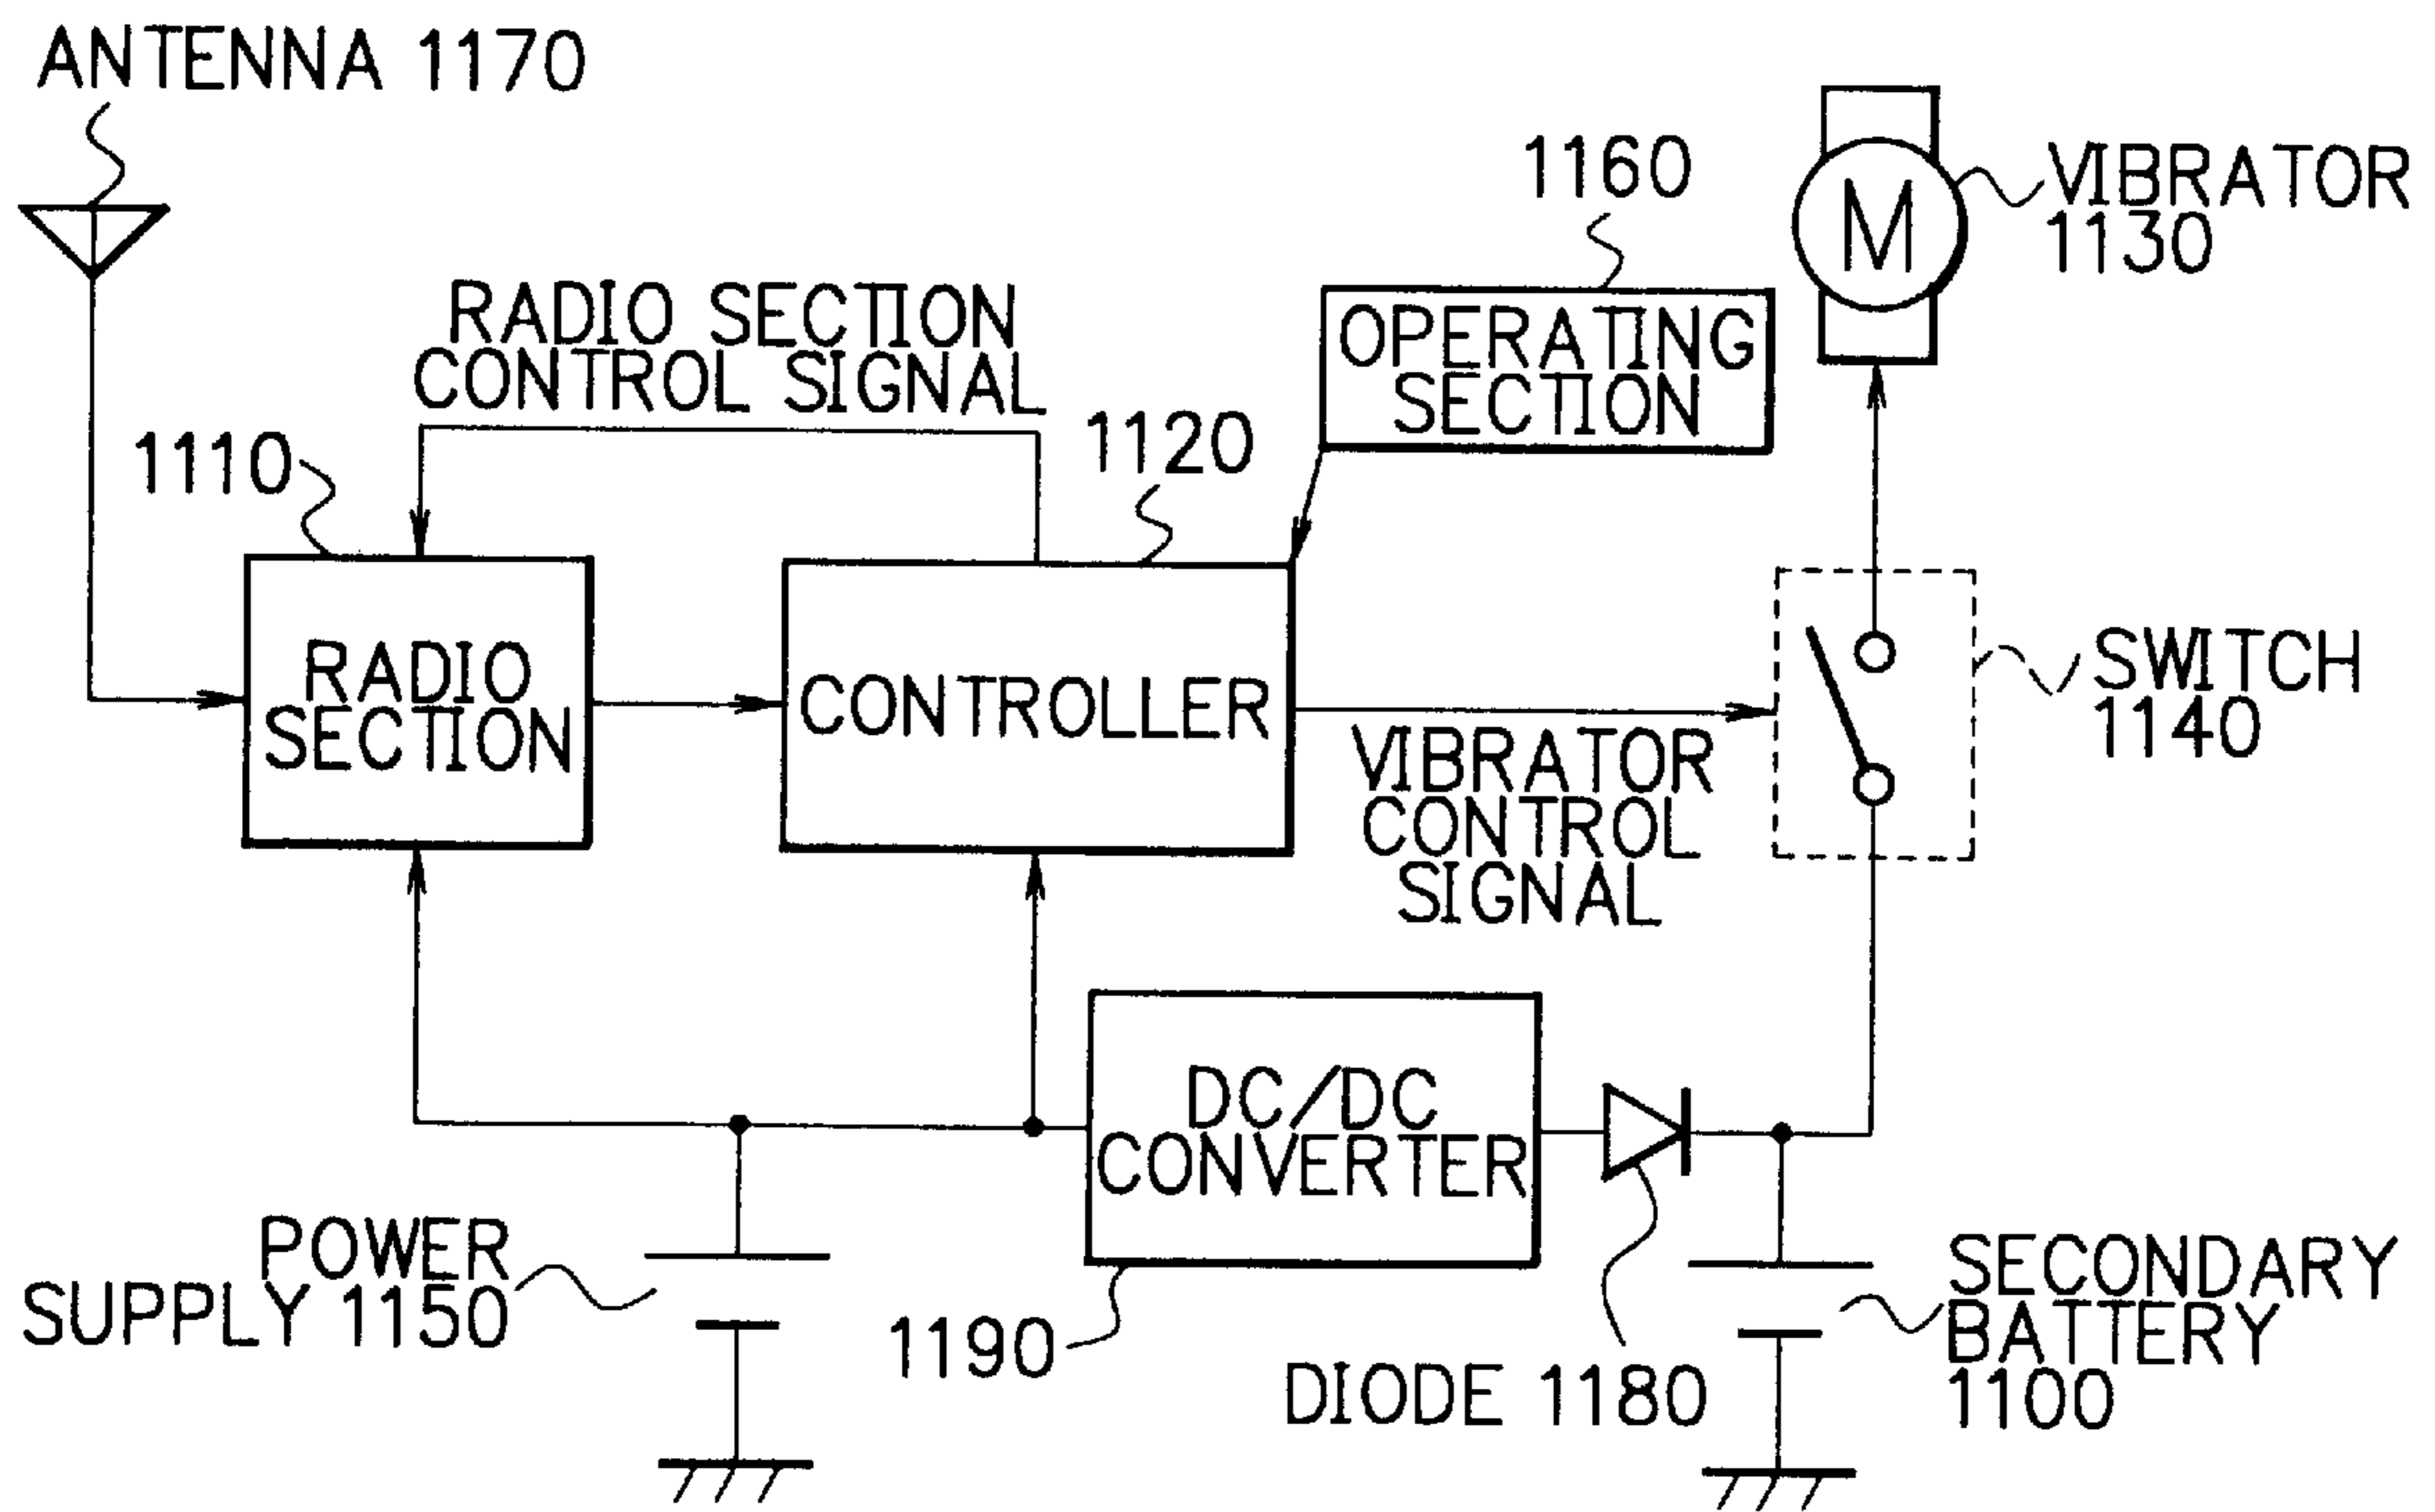 ANTENNA 1170
1160
VIBRATOR
1130
M
RADIO SECTION
CONTROL SIGNAL
OPERATING
SECTION
1110
1120
RADIO
SECTION
CONTROLLER
SWITCH
1140
VIBRATOR
CONTROL
SIGNAL
DC/DC
CONVERTER
POWER
SUPPLY 1150
1190
DIODE 1180
SECONDARY
BATTERY
1100